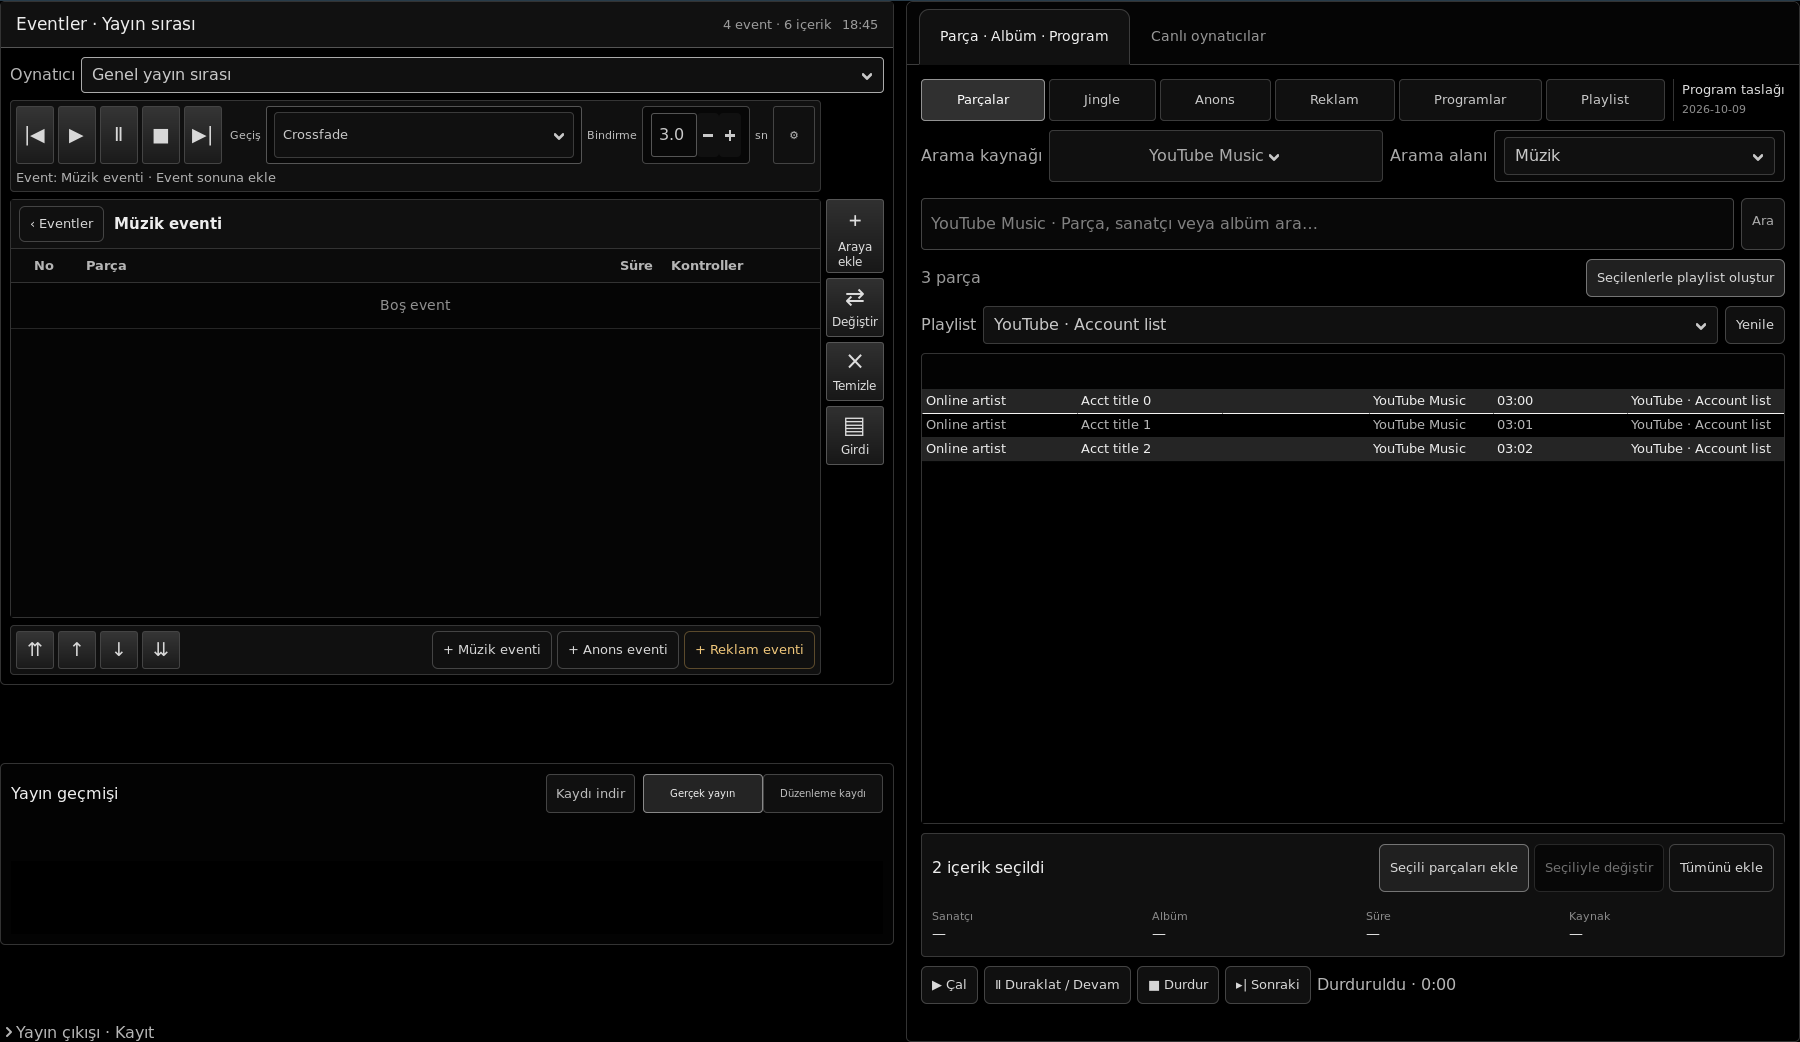 Eventler · Yayın sırası
4 event · 6 içerik 18:45
Oynatıcı
Genel yayın sırası
Geçiş
Crossfade
Bindirme
3.0
sn
Event: Müzik eventi · Event sonuna ekle
‹ Eventler
Müzik eventi
No Parça Süre Kontroller
Boş event
Araya
ekle
Değiştir
Temizle
Girdi
+ Müzik eventi
+ Anons eventi
+ Reklam eventi
Yayın geçmişi
Kaydı indir
Gerçek yayın
Düzenleme kaydı
Yayın çıkışı · Kayıt
Parça · Albüm · Program
Canlı oynatıcılar
Parçalar
Jingle
Anons
Reklam
Programlar
Playlist
Program taslağı
2026-10-09
Arama kaynağı
YouTube Music
Arama alanı
Müzik
YouTube Music · Parça, sanatçı veya albüm ara…
Ara
3 parça
Seçilenlerle playlist oluştur
Playlist
YouTube · Account list
Yenile
Online artist Acct title 0 YouTube Music 03:00 YouTube · Account list
Online artist Acct title 1 YouTube Music 03:01 YouTube · Account list
Online artist Acct title 2 YouTube Music 03:02 YouTube · Account list
2 içerik seçildi
Seçili parçaları ekle
Seçiliyle değiştir
Tümünü ekle
Sanatçı Albüm Süre Kaynak
— — — —
▶ Çal
Ⅱ Duraklat / Devam
■ Durdur
▸| Sonraki
Durduruldu · 0:00